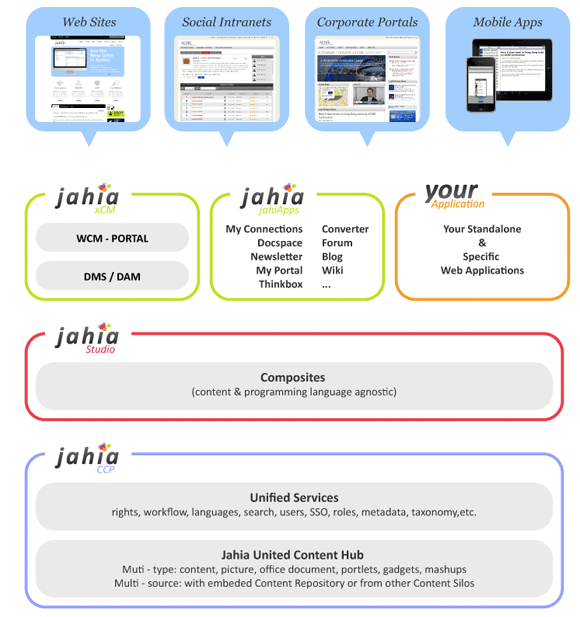 Web Sites
Social Intranets
Corporate Portals
Mobile Apps
jahia
jahia
xCM
WCM - PORTAL
DMS / DAM
jahia
jahiApps
My Connections
Docspace
Newsletter
My Portal
Thinkbox
Converter
Forum
Blog
Wiki
...
your
Application
Your Standalone
&
Specific
Web Applications
jahia
Studio
Composites
(content & programming language agnostic)
jahia
CCP
Unified Services
rights, workflow, languages, search, users, SSO, roles, metadata, taxonomy,etc.
Jahia United Content Hub
Muti - type: content, picture, office document, portlets, gadgets, mashups
Multi - source: with embeded Content Repository or from other Content Silos